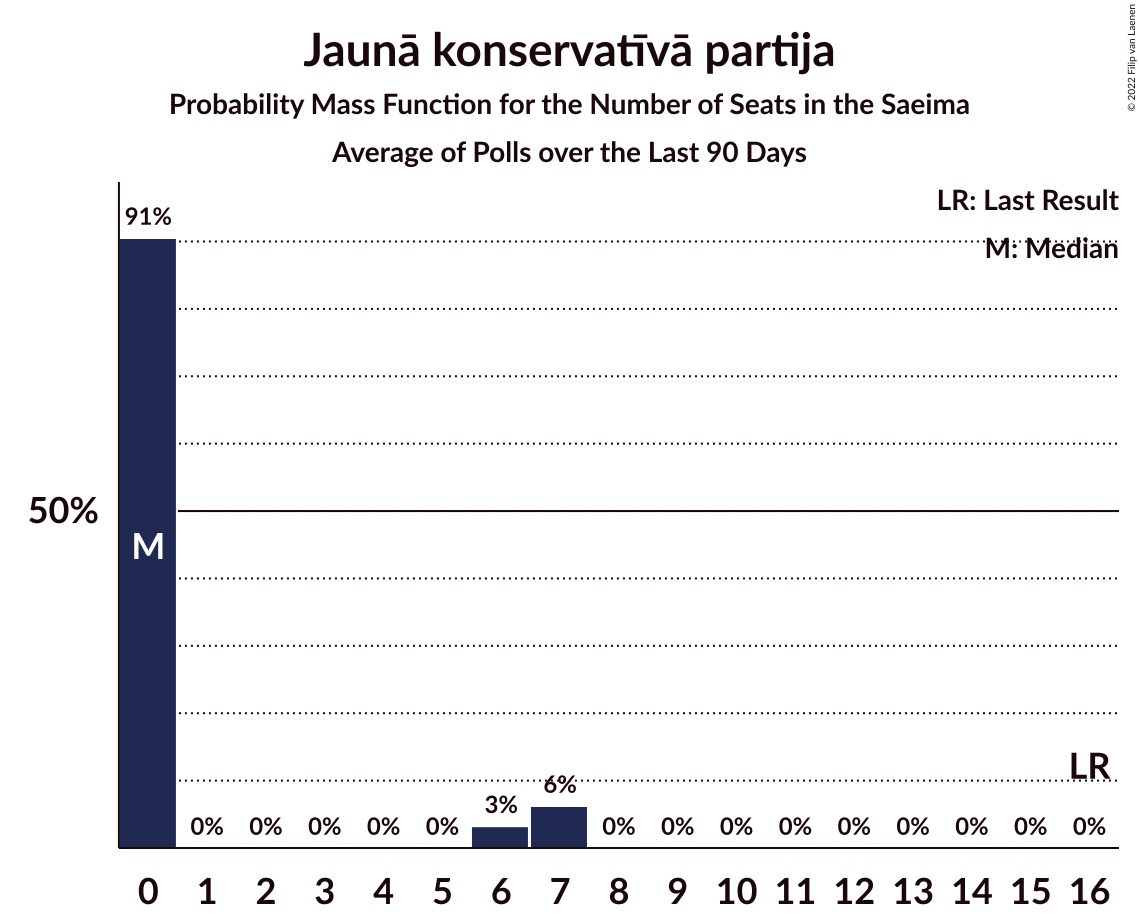 Jaunā konservatīvā partija
Probability Mass Function for the Number of Seats in the Saeima
Average of Polls over the Last 90 Days
© 2022 Filip van Laenen
LR: Last Result
M: Median
91%
50%
M
LR
0% 0% 0% 0% 0% 3% 6% 0% 0% 0% 0% 0% 0% 0% 0% 0%
0 1 2 3 4 5 6 7 8 9 10 11 12 13 14 15 16